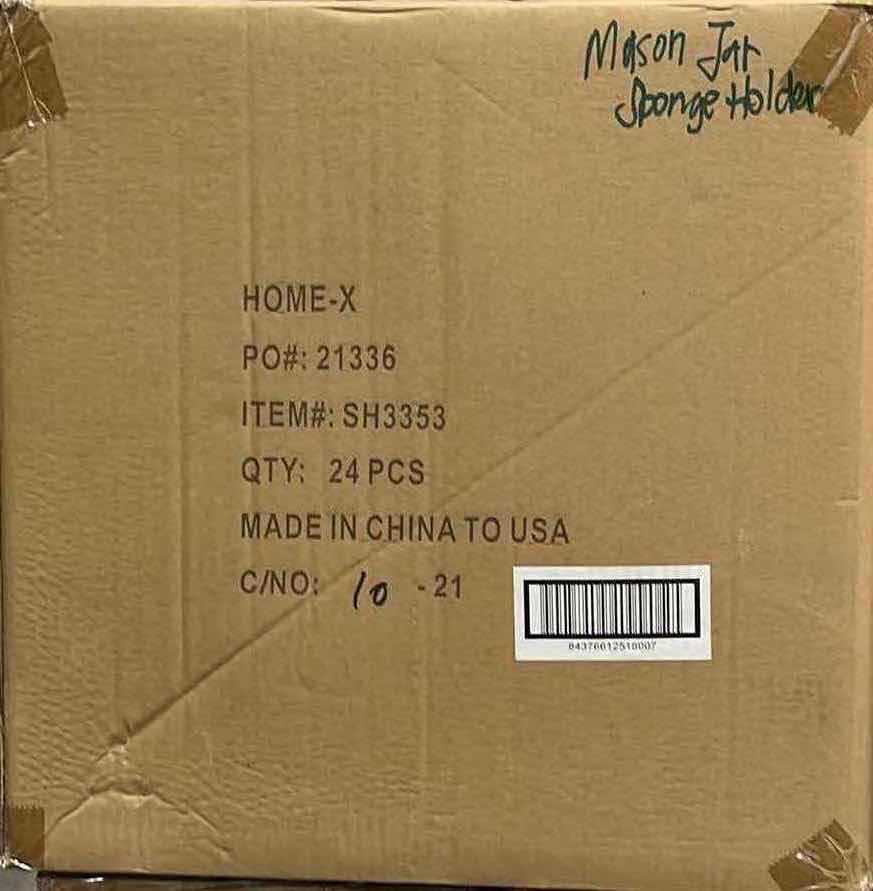 Mason Jar
Sponge Holder
HOME-X
PO#: 21336
ITEM#: SH3353
QTY: 24 PCS
MADE IN CHINA TO USA
C/NO: 10 - 21
84376612518007